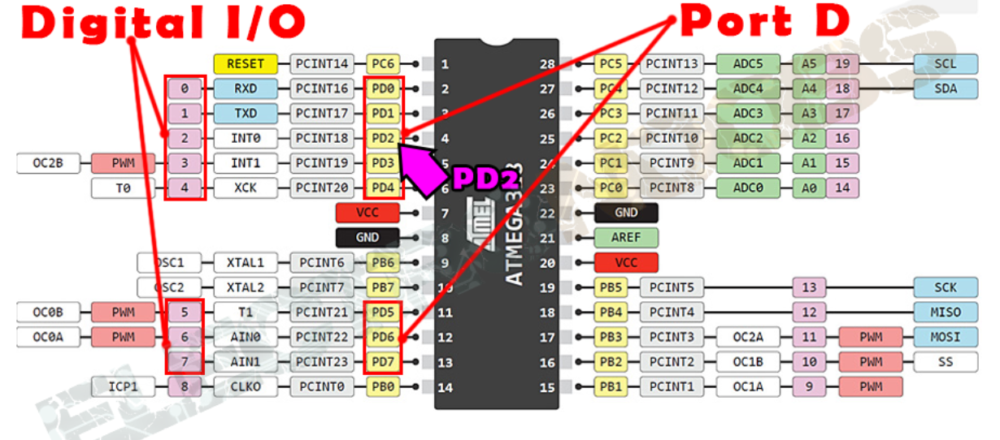 Digital I/O Port D
RESET PCINT14 PC6 1 28 PC5 PCINT13 ADC5 A5 19 SCL
0 RXD PCINT16 PD0 2 27 PC4 PCINT12 ADC4 A4 18 SDA
1 TXD PCINT17 PD1 3 26 PC3 PCINT11 ADC3 A3 17
2 INT0 PCINT18 PD2 4 25 PC2 PCINT10 ADC2 A2 16
OC2B PWM 3 INT1 PCINT19 PD3 5 24 PC1 PCINT9 ADC1 A1 15
PD2
T0 4 XCK PCINT20 PD4 6 23 PC0 PCINT8 ADC0 A0 14
VCC 7 22 GND
GND 8 21 AREF
ATMEL
ATMEGA328
OSC1 XTAL1 PCINT6 PB6 9 20 VCC
OSC2 XTAL2 PCINT7 PB7 10 19 PB5 PCINT5 13 SCK
OC0B PWM 5 T1 PCINT21 PD5 11 18 PB4 PCINT4 12 MISO
OC0A PWM 6 AIN0 PCINT22 PD6 12 17 PB3 PCINT3 OC2A 11 PWM MOSI
7 AIN1 PCINT23 PD7 13 16 PB2 PCINT2 OC1B 10 PWM SS
ICP1 8 CLKO PCINT0 PB0 14 15 PB1 PCINT1 OC1A 9 PWM